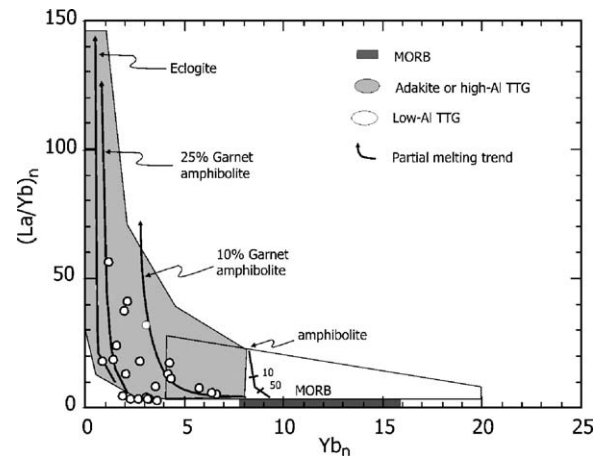 150
100
50
0
(La/Yb)n
Eclogite
25% Garnet
amphibolite
10% Garnet
amphibolite
amphibolite
10
50
MORB
MORB
Adakite or high-Al TTG
Low-Al TTG
Partial melting trend
0 5 10 15 20 25
Ybn